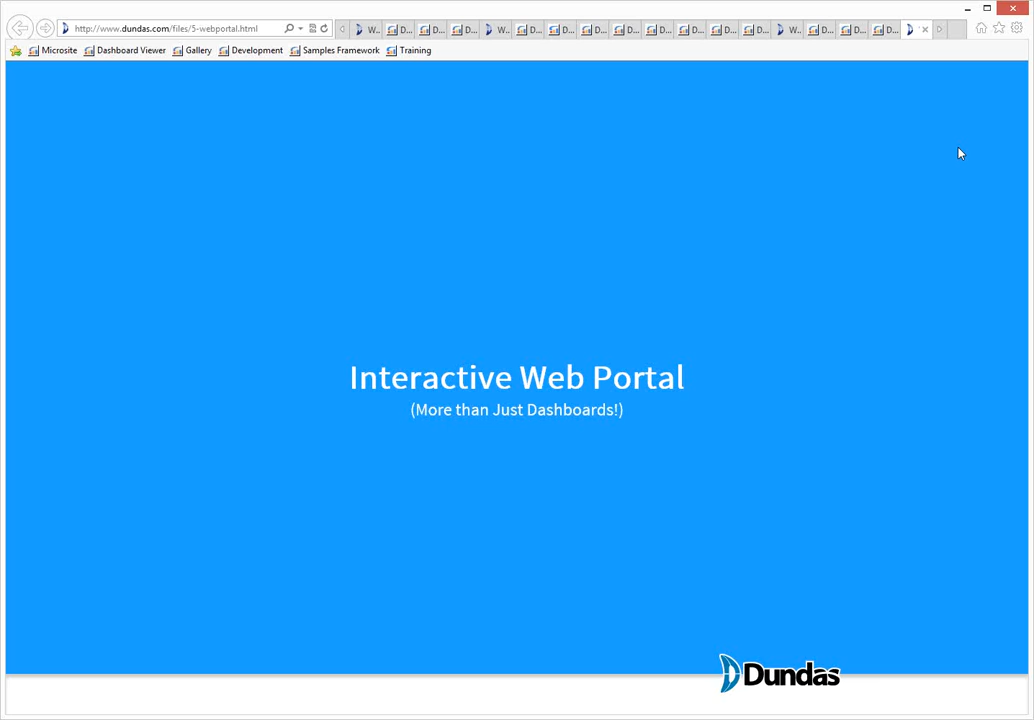 http://www.dundas.com/files/5-webportal.html
W... D... D... D... W... D... D... D... D... D... D... D... D... W... D... D... D...
Microsite Dashboard Viewer Gallery Development Samples Framework Training
Interactive Web Portal
(More than Just Dashboards!)
Dundas